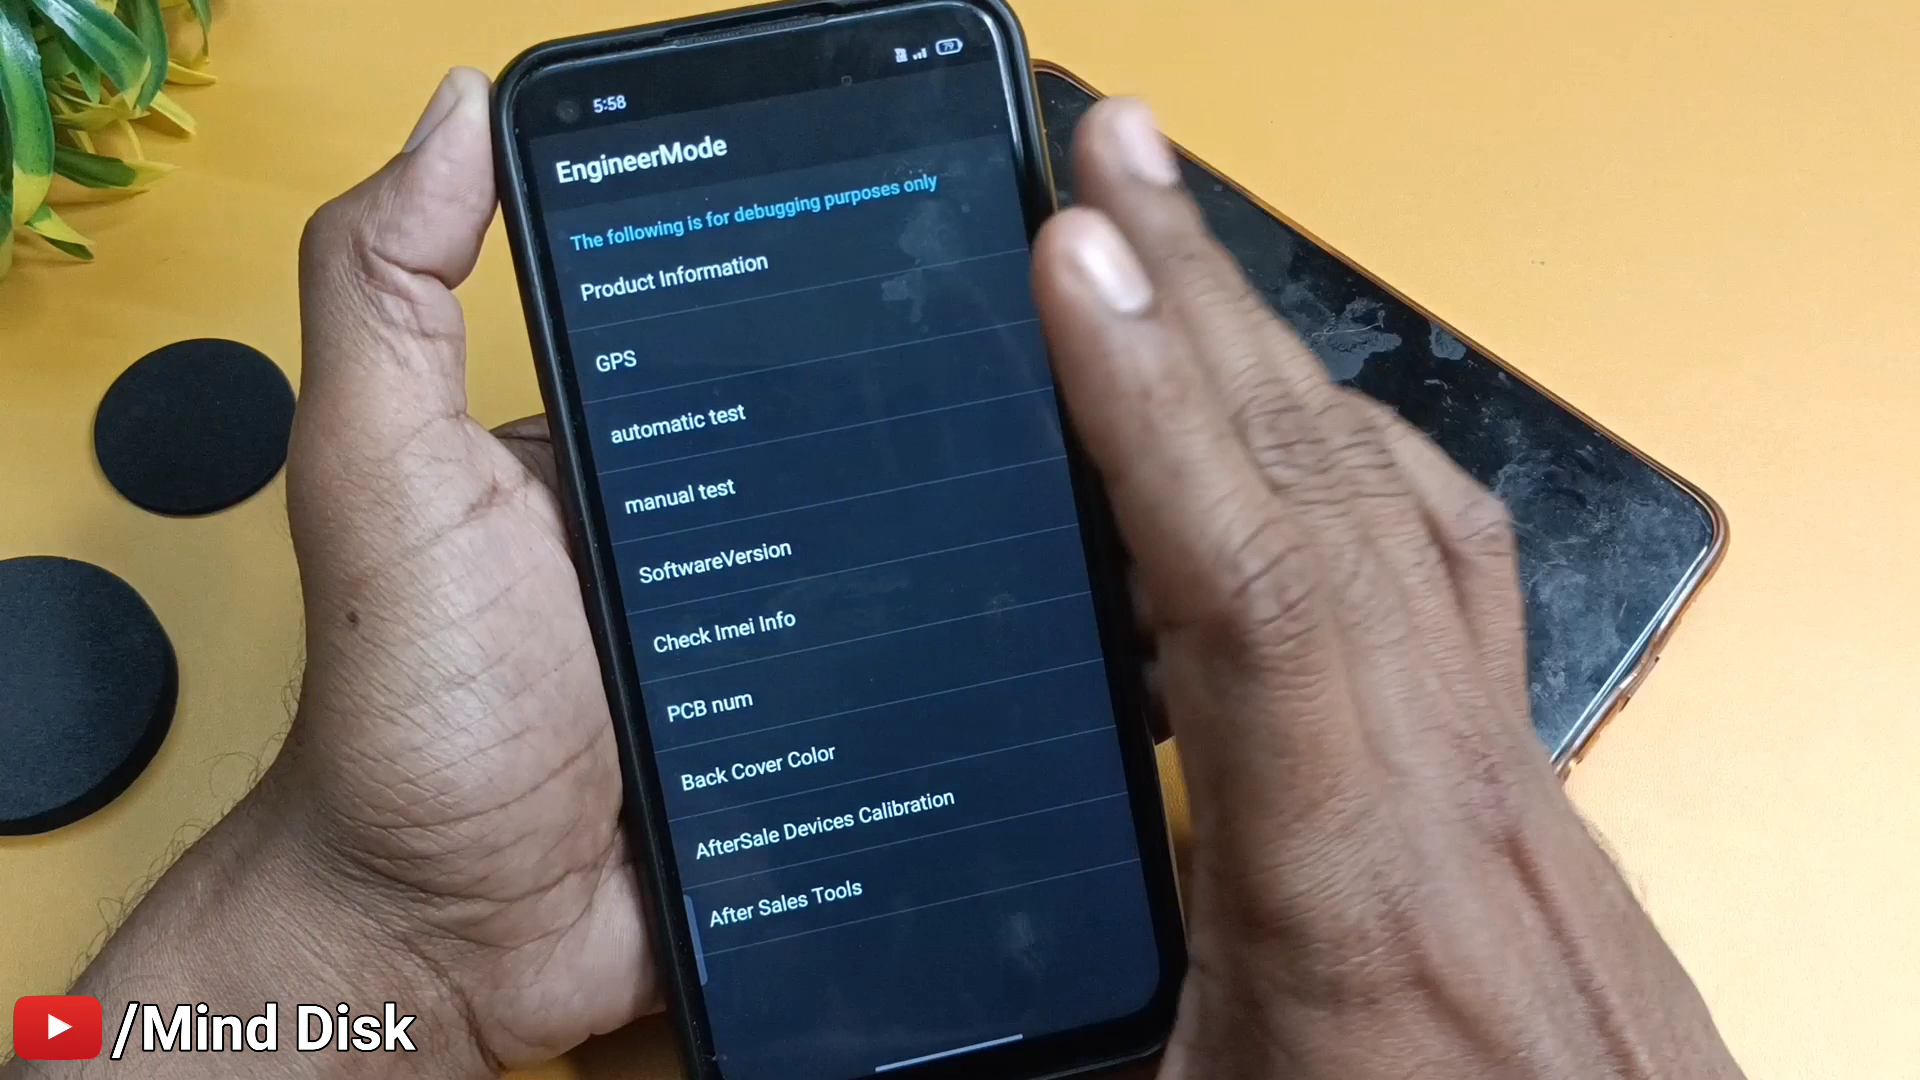 5:58
79
EngineerMode
The following is for debugging purposes only
Product Information
GPS
automatic test
manual test
SoftwareVersion
Check Imei Info
PCB num
Back Cover Color
AfterSale Devices Calibration
After Sales Tools
/Mind Disk